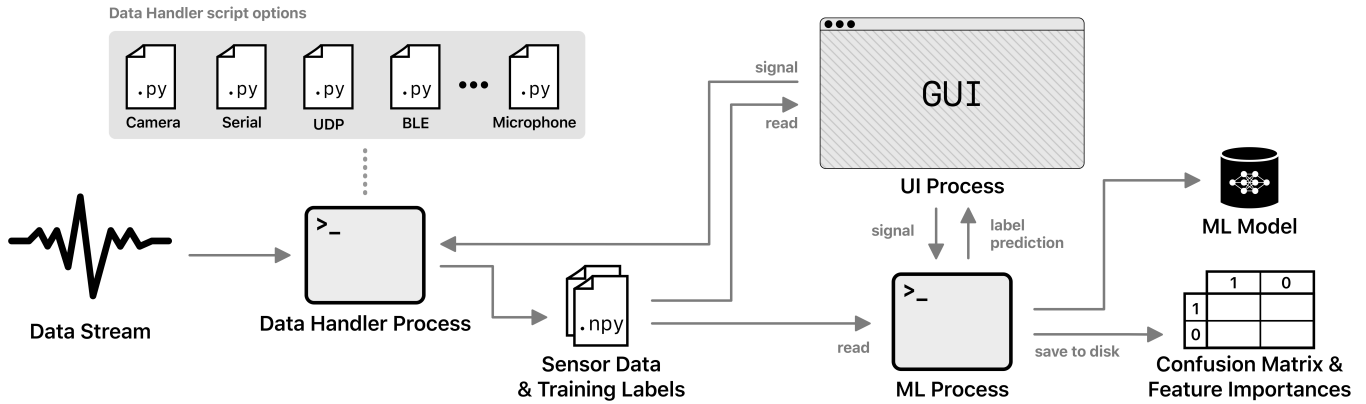 Data Handler script options
.py
.py
.py
.py
.py
Camera
Serial
UDP
BLE
Microphone
signal
read
GUI
UI Process
>_
Data Stream
Data Handler Process
.npy
Sensor Data
& Training Labels
signal
label
prediction
read
>_
ML Process
save to disk
ML Model
1 0
1
0
Confusion Matrix &
Feature Importances